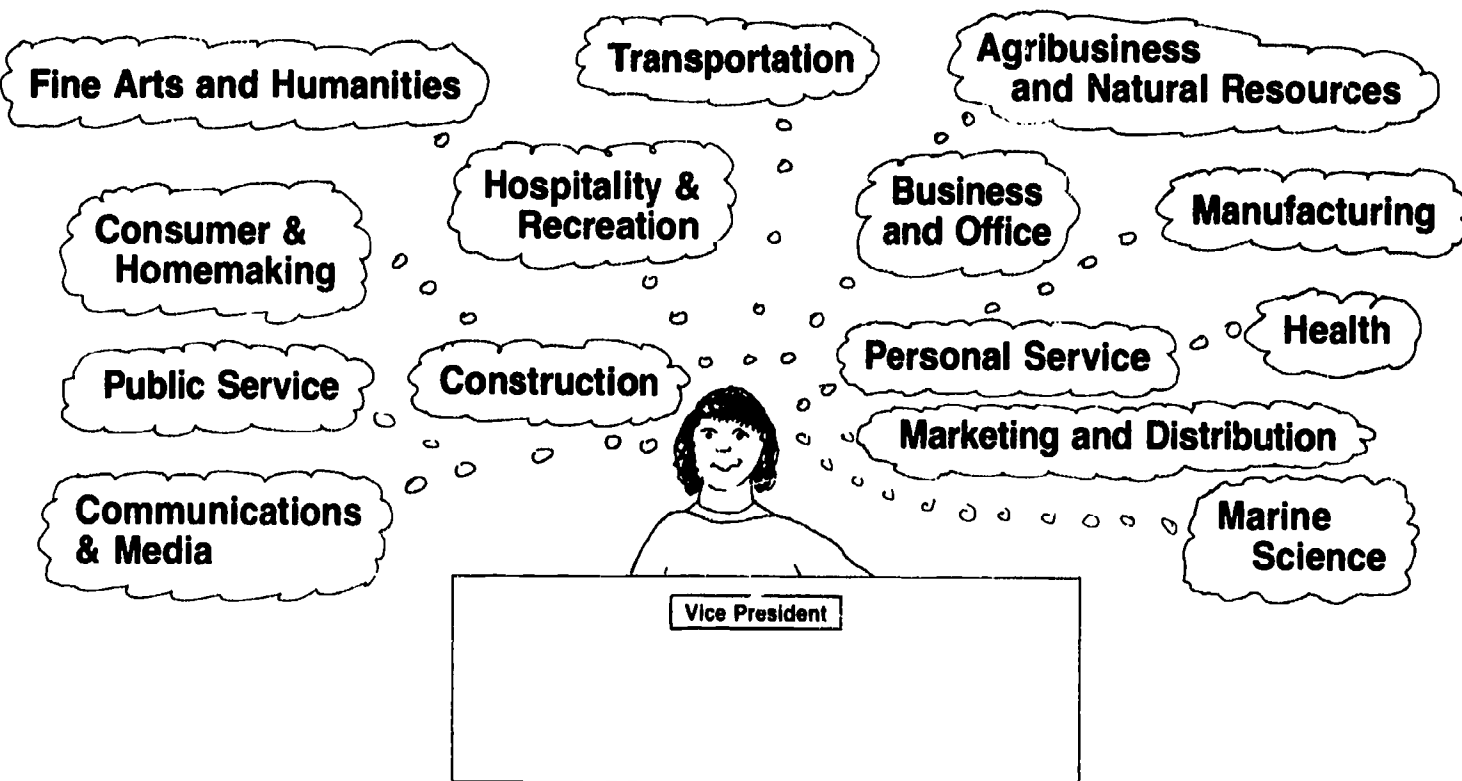 Fine Arts and Humanities
Transportation
Agribusiness
and Natural Resources
Hospitality &
Recreation
Business
and Office
Manufacturing
Consumer &
Homemaking
Health
Public Service
Construction
Personal Service
Marketing and Distribution
Communications
& Media
Marine
Science
Vice President